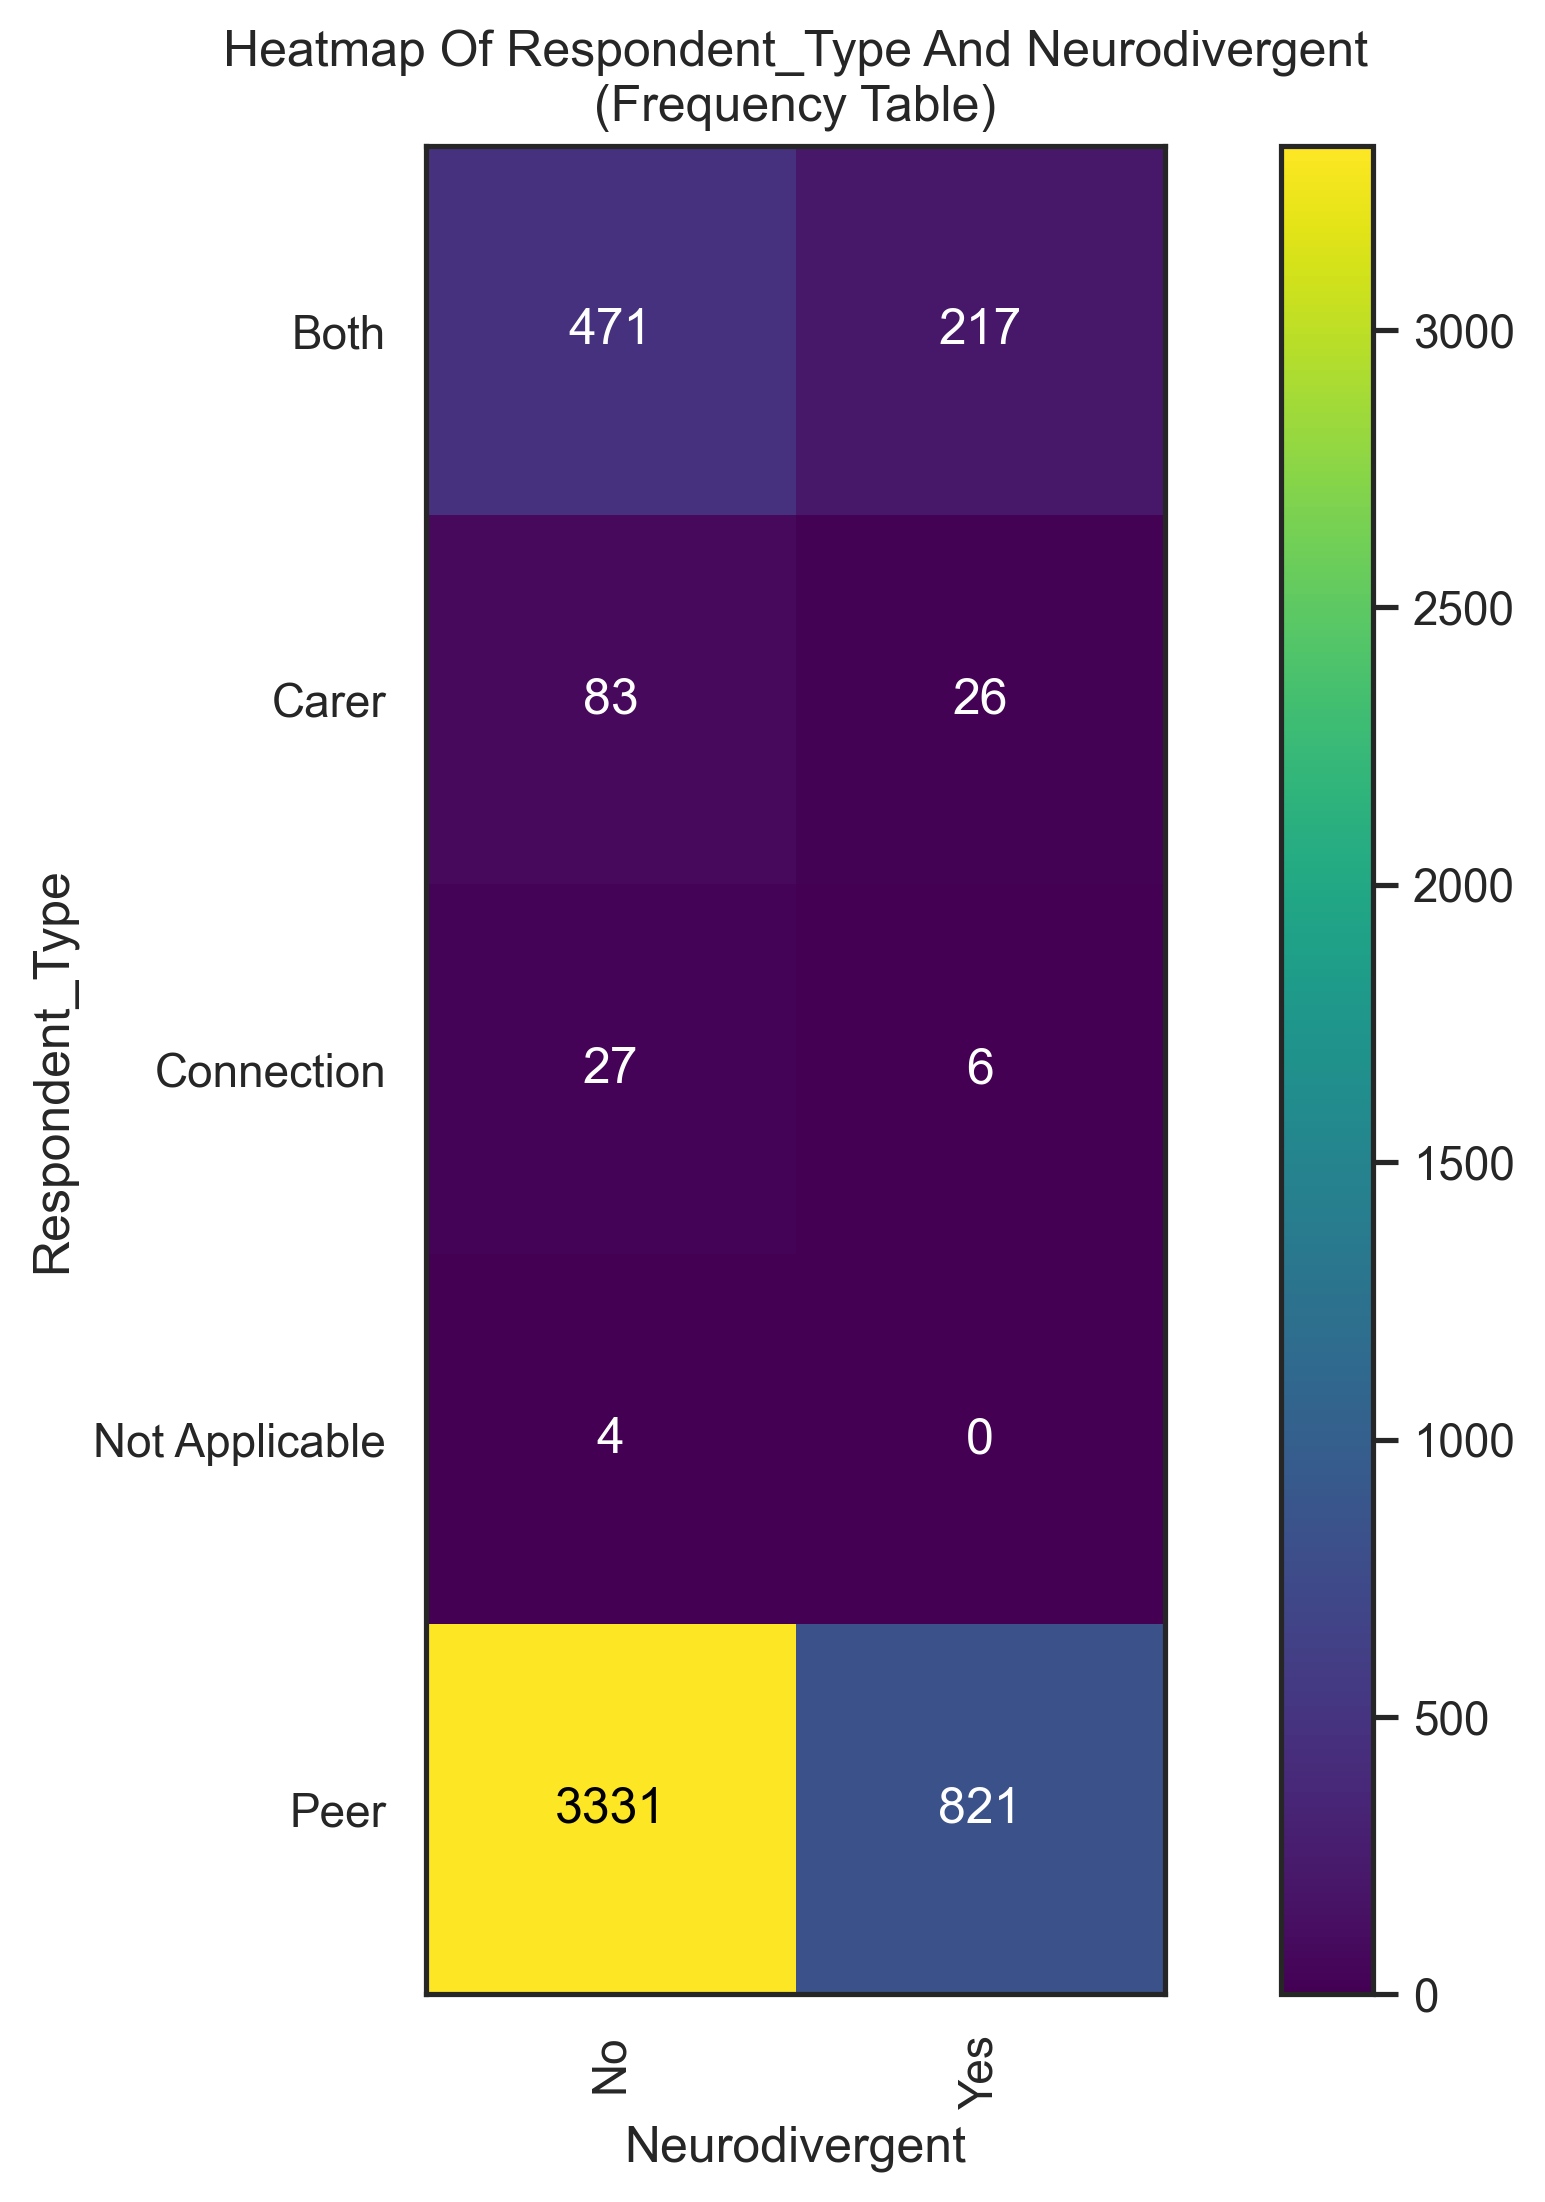 Heatmap Of Respondent_Type And Neurodivergent
(Frequency Table)
Respondent_Type
Both 471 217
Carer 83 26
Connection 27 6
Not Applicable 4 0
Peer 3331 821
No Yes
Neurodivergent
3000
2500
2000
1500
1000
500
0